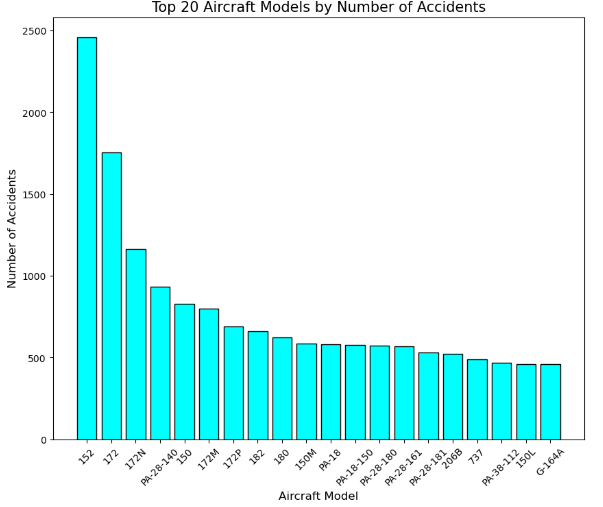 Top 20 Aircraft Models by Number of Accidents
2500
2000
1500
1000
500
0
Number of Accidents
152
172
172N
PA-28-140
150
172M
172P
182
180
150M
PA-18
PA-18-150
PA-28-180
PA-28-161
PA-28-181
206B
737
PA-38-112
150L
G-164A
Aircraft Model